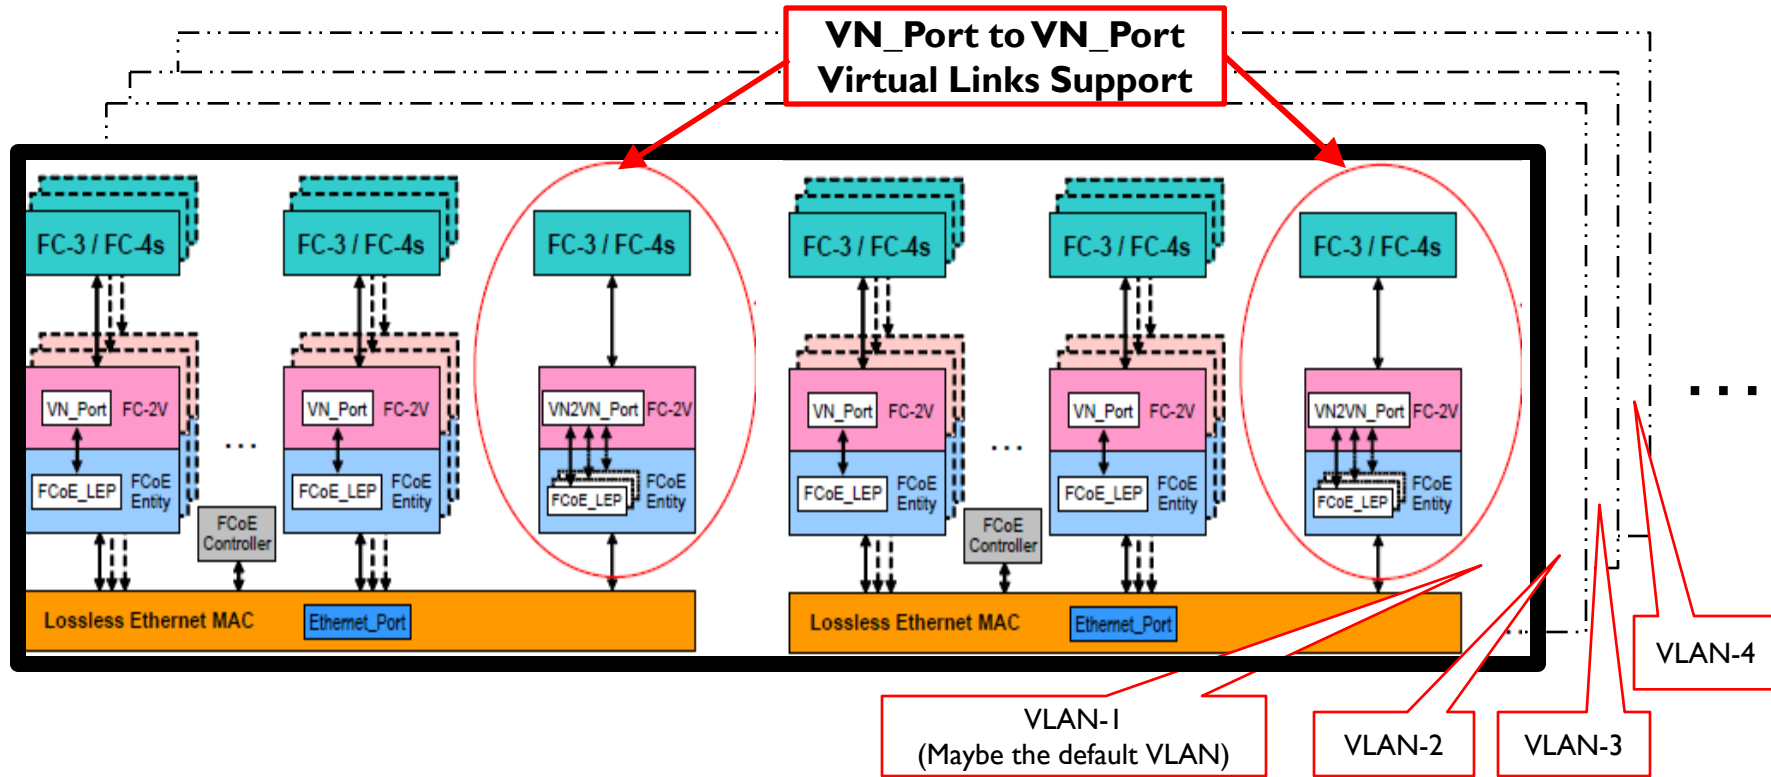 VN_Port to VN_Port
Virtual Links Support
FC-3 / FC-4s
FC-3 / FC-4s
FC-3 / FC-4s
FC-3 / FC-4s
FC-3 / FC-4s
FC-3 / FC-4s
VN_Port FC-2V
VN_Port FC-2V
VN2VN_Port FC-2V
VN_Port FC-2V
VN_Port FC-2V
VN2VN_Port FC-2V
...
...
...
FCoE_LEP
FCoE
Entity
FCoE_LEP
FCoE
Entity
FCoE_LEP
FCoE
Entity
FCoE_LEP
FCoE
Entity
FCoE_LEP
FCoE
Entity
FCoE_LEP
FCoE
Entity
FCoE
Controller
FCoE
Controller
Lossless Ethernet MAC
Ethernet_Port
Lossless Ethernet MAC
Ethernet_Port
VLAN-4
VLAN-1
(Maybe the default VLAN)
VLAN-2
VLAN-3